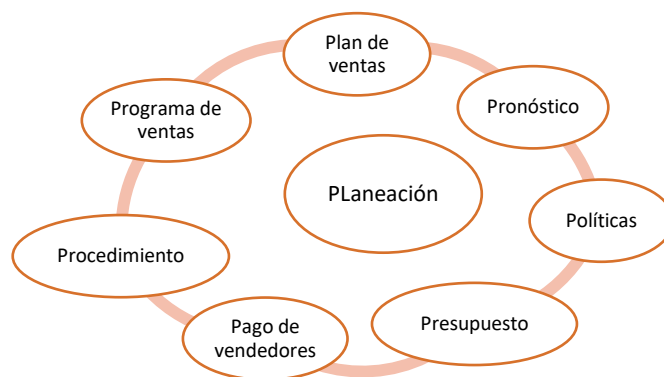 Plan de
ventas
Pronóstico
Políticas
Presupuesto
Pago de
vendedores
Procedimiento
Programa de
ventas
PLaneación